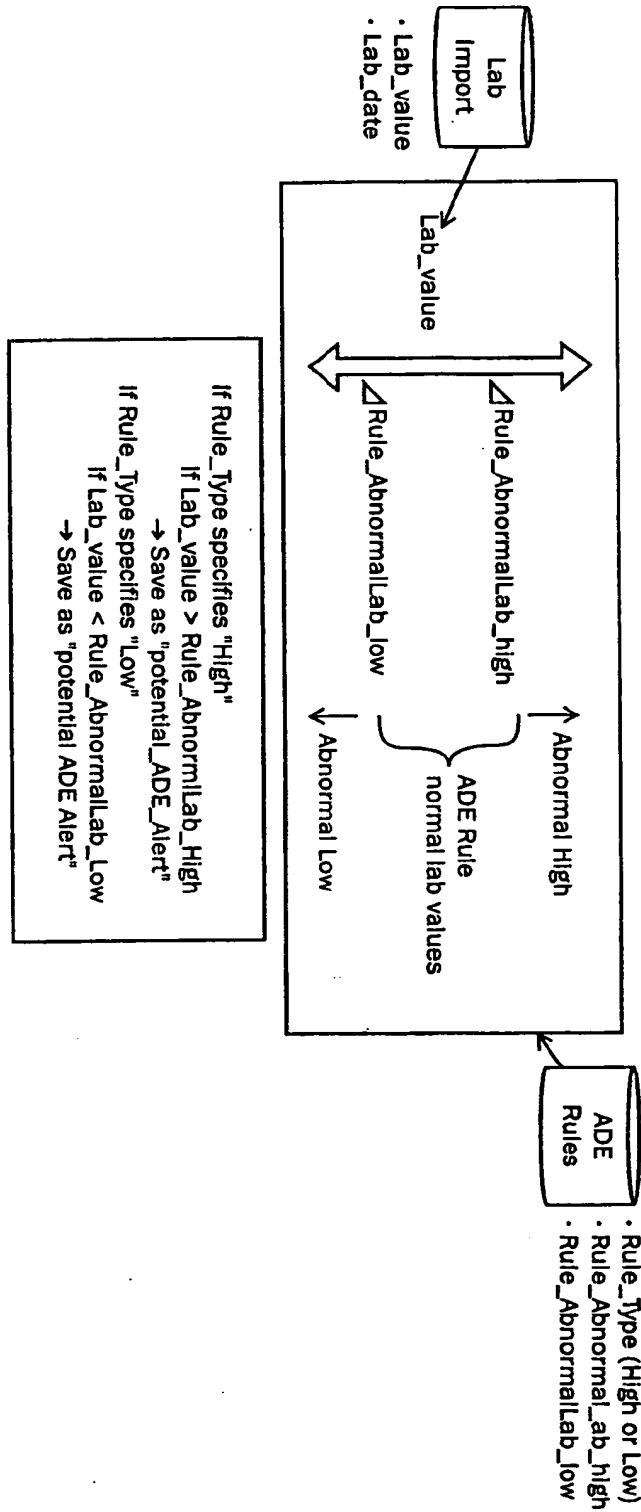 Lab
Import
· Lab_value
· Lab_date
Lab_value
Rule_AbnormalLab_high
Rule_AbnormalLab_low
Abnormal High
ADE Rule
normal lab values
Abnormal Low
ADE
Rules
· Rule_Type (High or Low)
· Rule_Abnormal_ab_high
· Rule_AbnormalLab_low
If Rule_Type specifies "High"
If Lab_value > Rule_AbnormlLab_High
→ Save as "potential_ADE_Alert"
If Rule_Type specifies "Low"
If Lab_value < Rule_AbnormalLab_Low
→ Save as "potential ADE Alert"